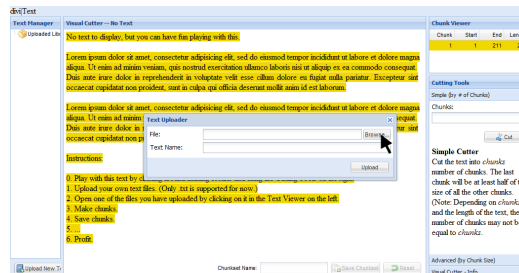 divi|Text
Text Manager
Uploaded Libr
Visual Cutter -- No Text
No text to display, but you can have fun playing with this.
Lorem ipsum dolor sit amet, consectetur adipisicing elit, sed do eiusmod tempor incididunt ut labore et dolore magna
aliqua. Ut enim ad minim veniam, quis nostrud exercitation ullamco laboris nisi ut aliquip ex ea commodo consequat.
Duis aute irure dolor in reprehenderit in voluptate velit esse cillum dolore eu fugiat nulla pariatur. Excepteur sint
occaecat cupidatat non proident, sunt in culpa qui officia deserunt mollit anim id est laborum.
Lorem ipsum dolor sit amet, consectetur adipisicing elit, sed do eiusmod tempor incididunt ut labore et dolore magna
aliqua. Ut enim ad minim
sequat.
Duis aute irure dolor in
eur sint
occaecat cupidatat non p
Text Uploader
File:
Browse
Text Name:
Upload
Instructions:
0. Play with this text by
1. Upload your own text files. (Only .txt is supported for now.)
2. Open one of the files you have uploaded by clicking on it in the Text Viewer on the left.
3. Make chunks.
4. Save chunks.
5. ...
6. Profit.
Upload New T
Chunkset Name:
Save Chunkset
Reset
Chunk Viewer
Chunk Start End Len
1 1 211 2
Cutting Tools
Simple (by # of Chunks)
Chunks:
Cut
Simple Cutter
Cut the text into chunks
number of chunks. The last
chunk will be at least half of t
size of all the other chunks.
(Note: Depending on chunks
and the length of the text, the
number of chunks may not b
equal to chunks.
Advanced (by Chunk Size)
Visual Cutter - Info